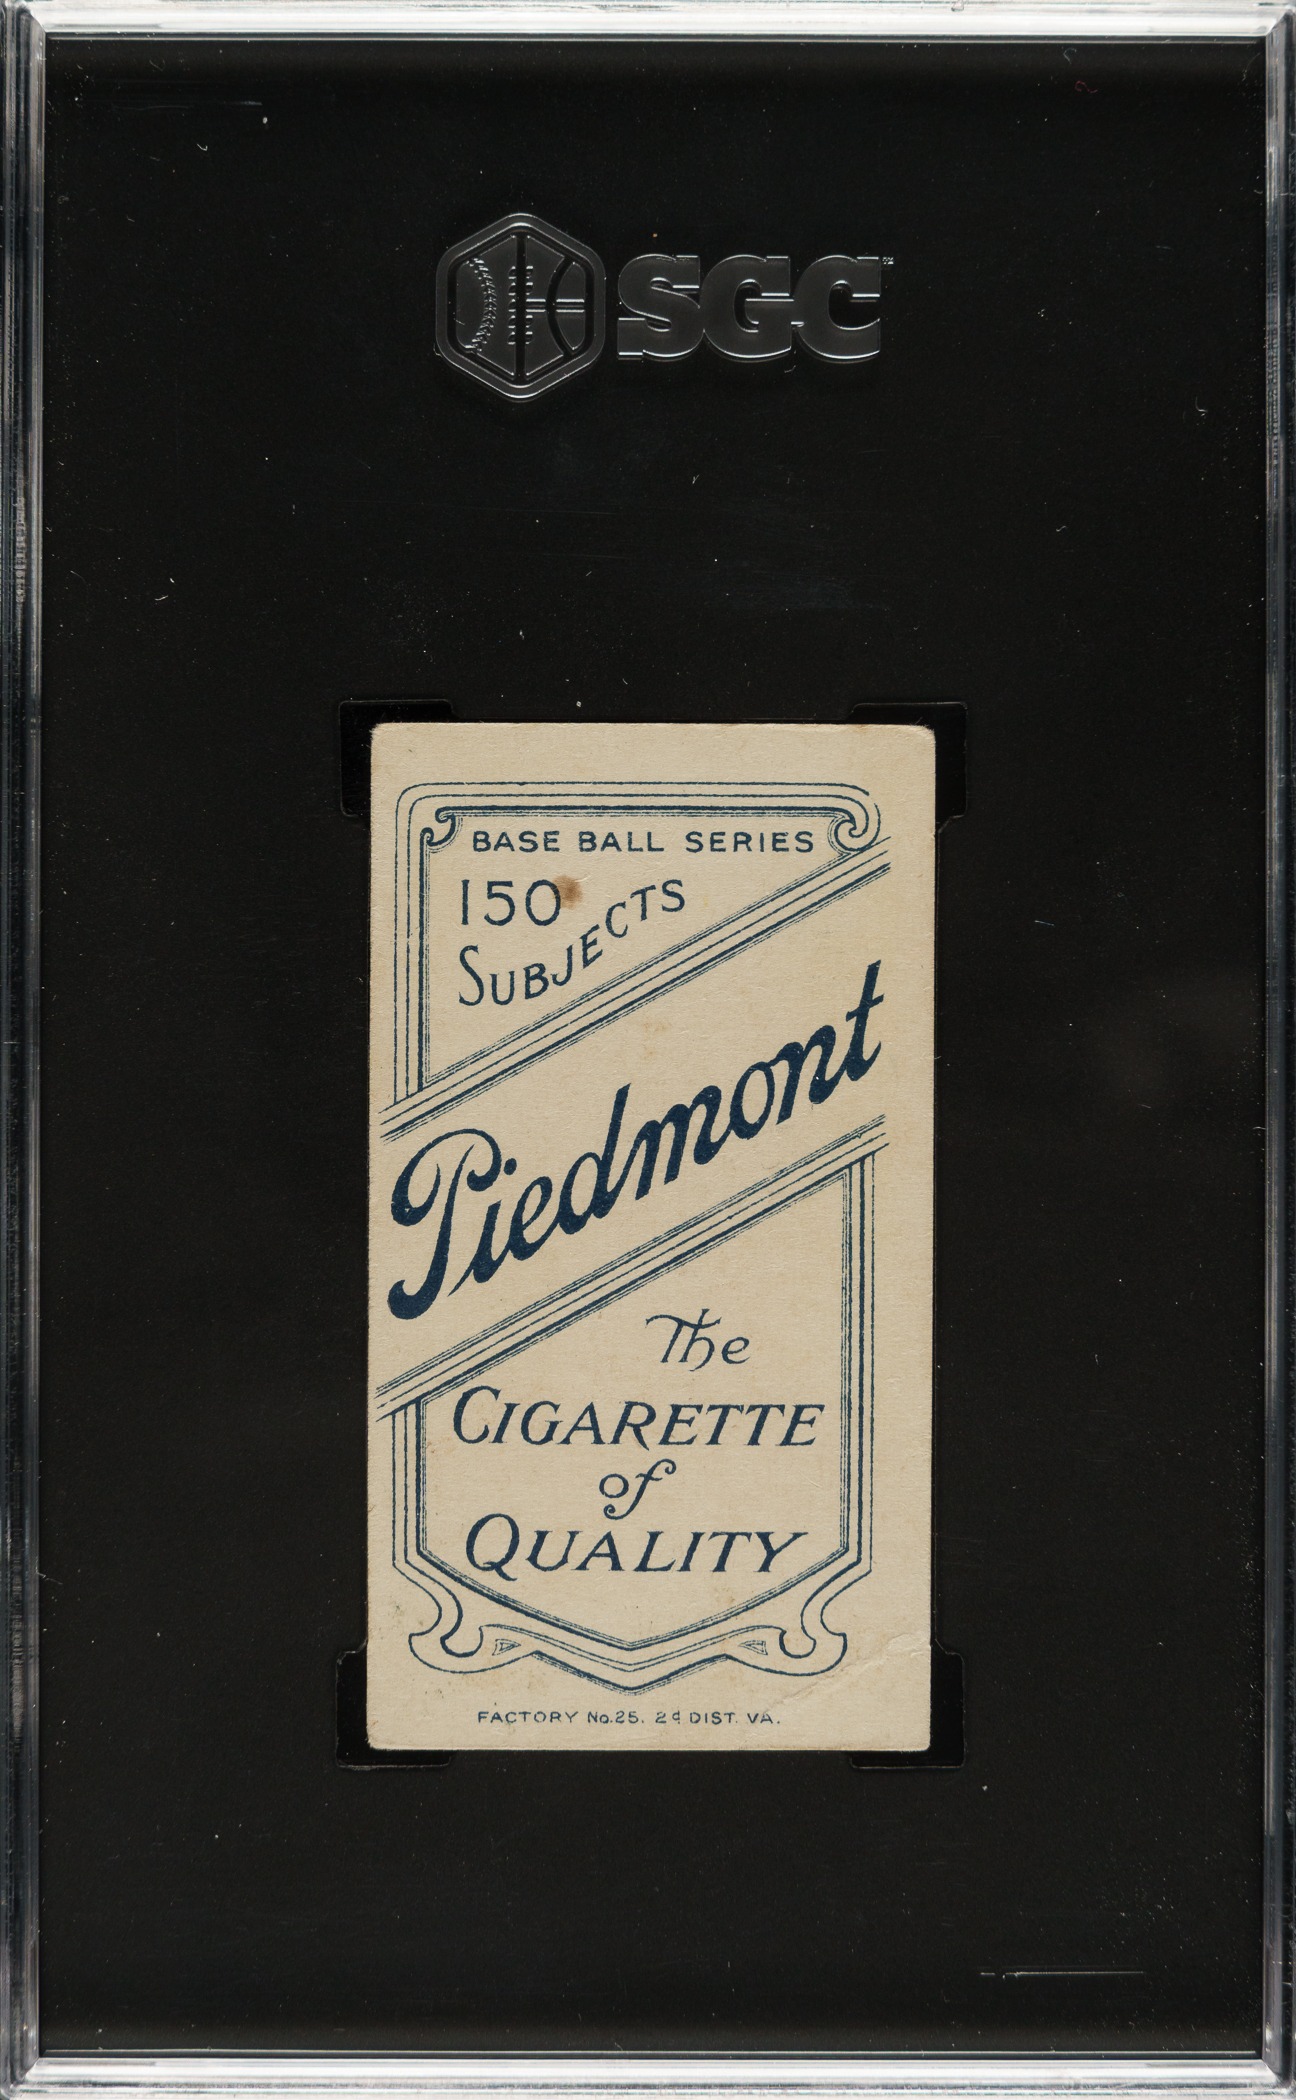 SGC
BASE BALL SERIES
150
SUBJECTS
Piedmont
The
CIGARETTE
of
QUALITY
FACTORY No. 25. 2d DIST. VA.